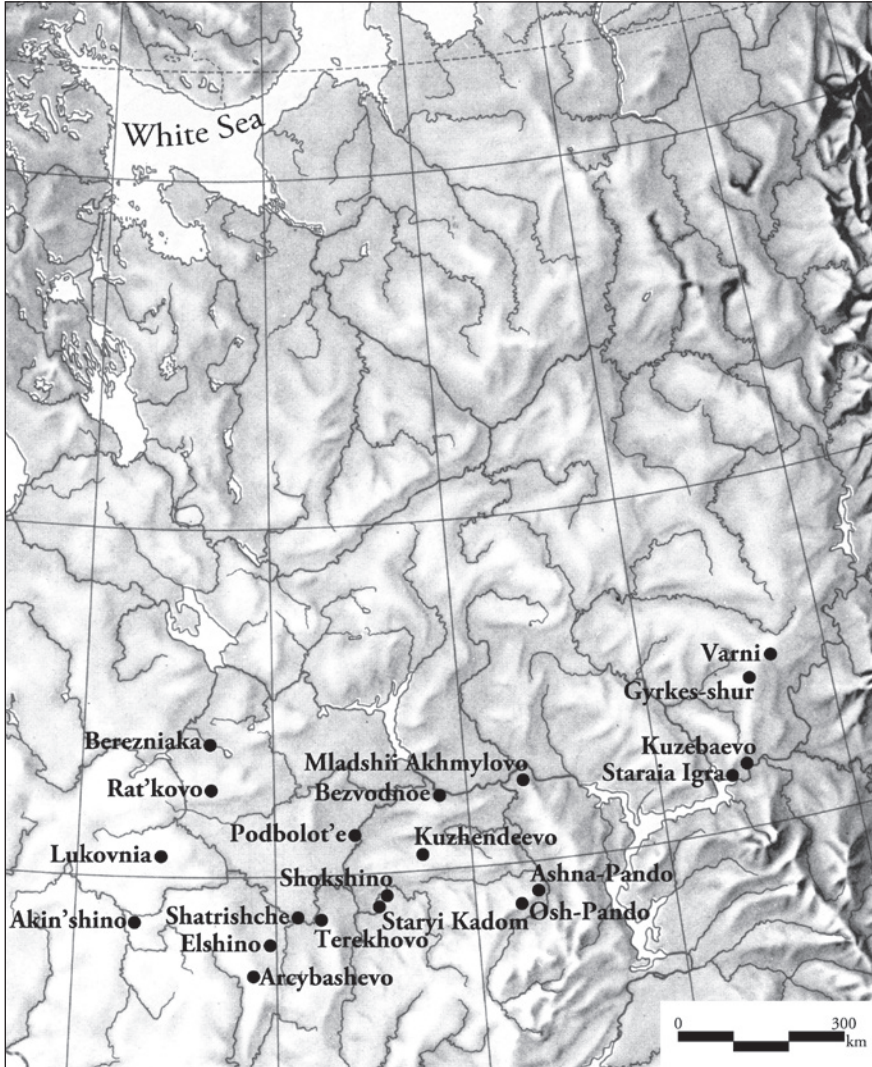 White Sea
Varni
Gyrkes-shur
Berezniaka
Kuzebaevo
Mladshii Akhmylovo
Staraia Igra
Rat'kovo
Bezvodnoe
Podbolot'e
Kuzhendeevo
Lukovnia
Shokshino
Ashna-Pando
Akin'shino
Shatrishche
Staryi Kadom
Osh-Pando
Terekhovo
Elshino
Arcybashevo
0
300
km